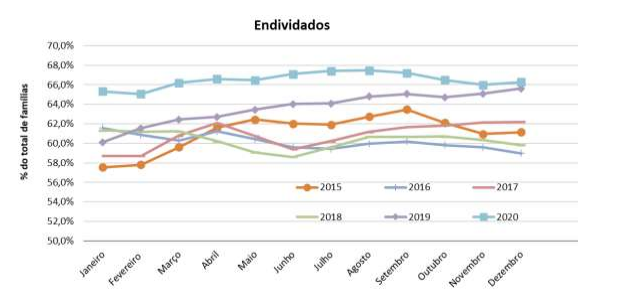 Endividados
% do total de famílias
70,0%
68,0%
66,0%
64,0%
62,0%
60,0%
58,0%
56,0%
54,0%
52,0%
50,0%
2015 2016 2017
2018 2019 2020
Janeiro Fevereiro Março Abril Maio Junho Julho Agosto Setembro Outubro Novembro Dezembro